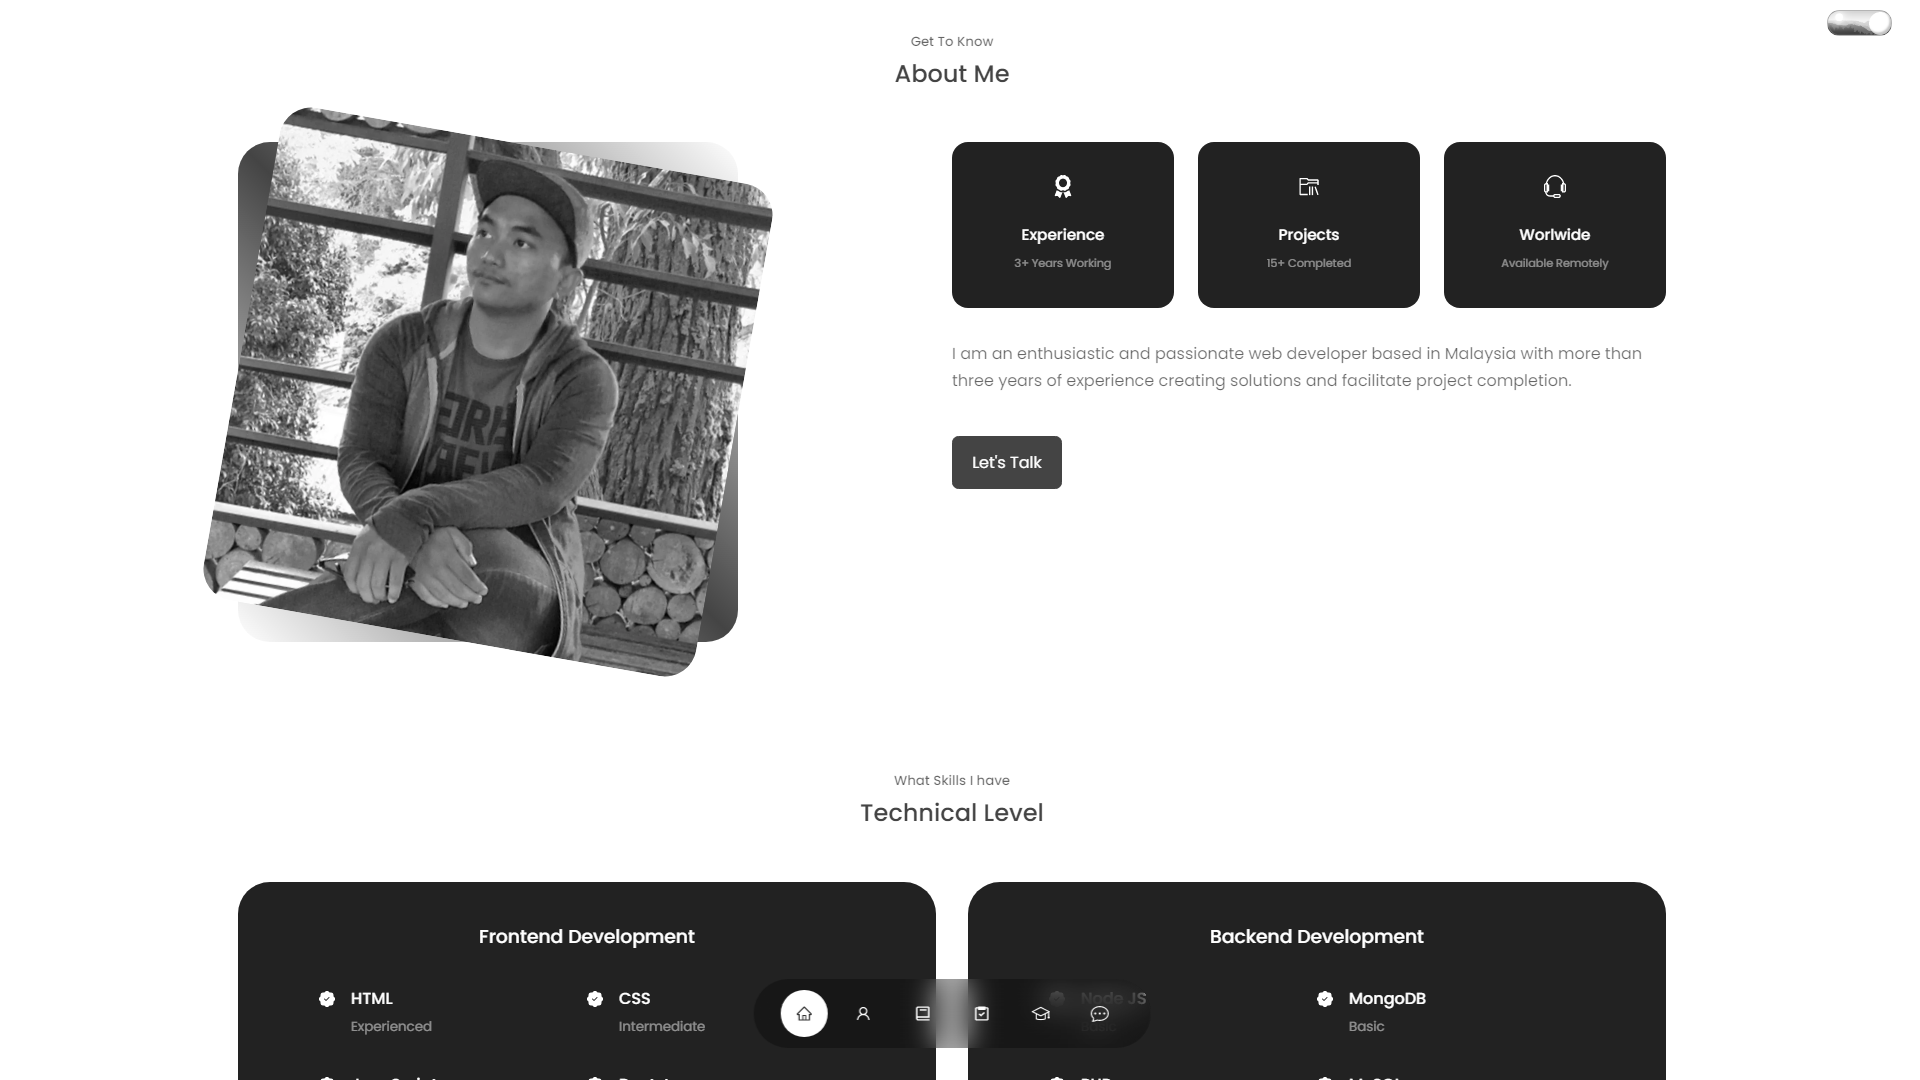 Get To Know
About Me
Experience
3+ Years Working
Projects
15+ Completed
Worlwide
Available Remotely
I am an enthusiastic and passionate web developer based in Malaysia with more than
three years of experience creating solutions and facilitate project completion.
Let's Talk
What Skills I have
Technical Level
Frontend Development
HTML
Experienced
CSS
Intermediate
Backend Development
Node JS
Basic
MongoDB
Basic